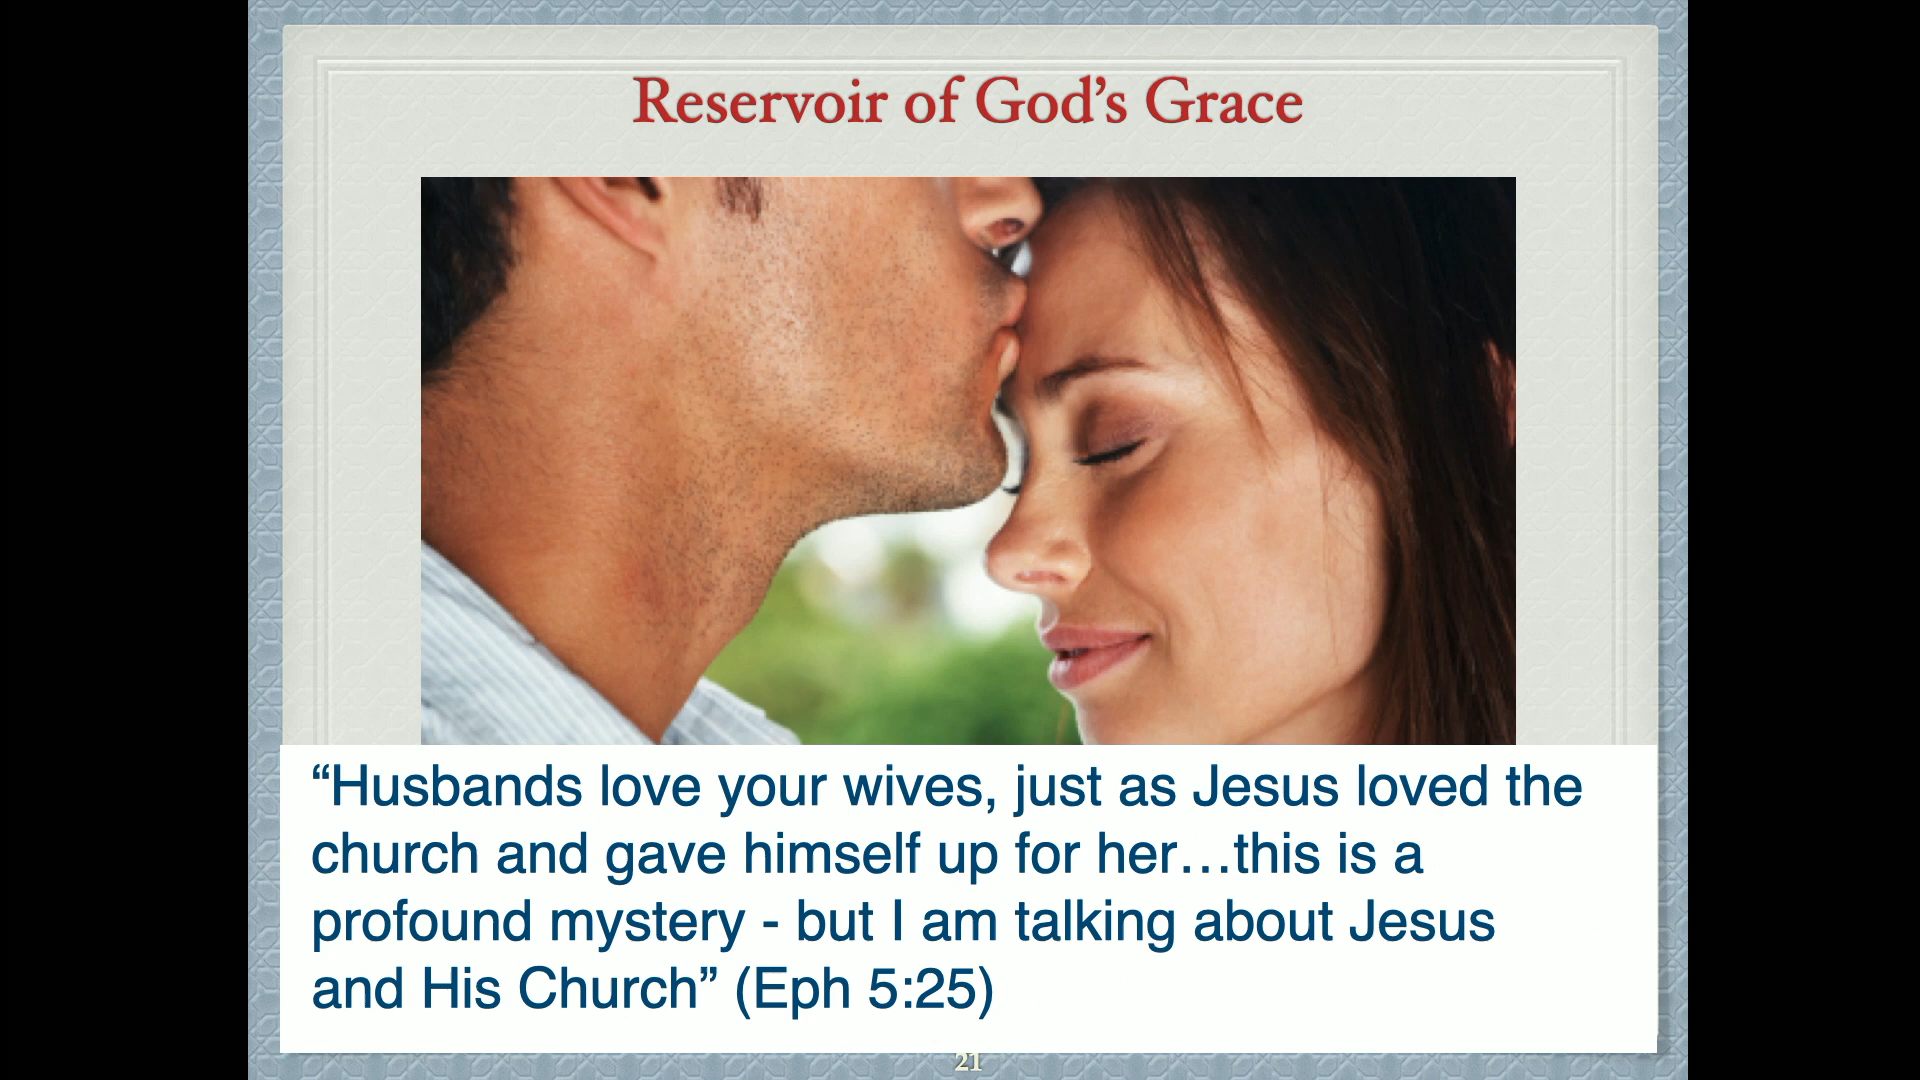 Reservoir of God’s Grace
“Husbands love your wives, just as Jesus loved the
church and gave himself up for her…this is a
profound mystery - but I am talking about Jesus
and His Church” (Eph 5:25)
21